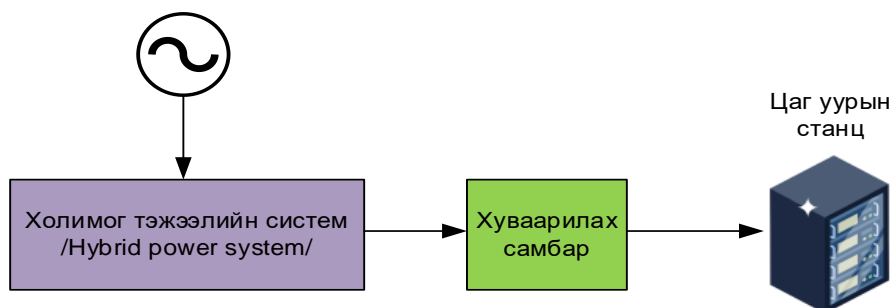 Цаг уурын
станц
Холимог тэжээлийн систем
/Hybrid power system/
Хуваарилах
самбар